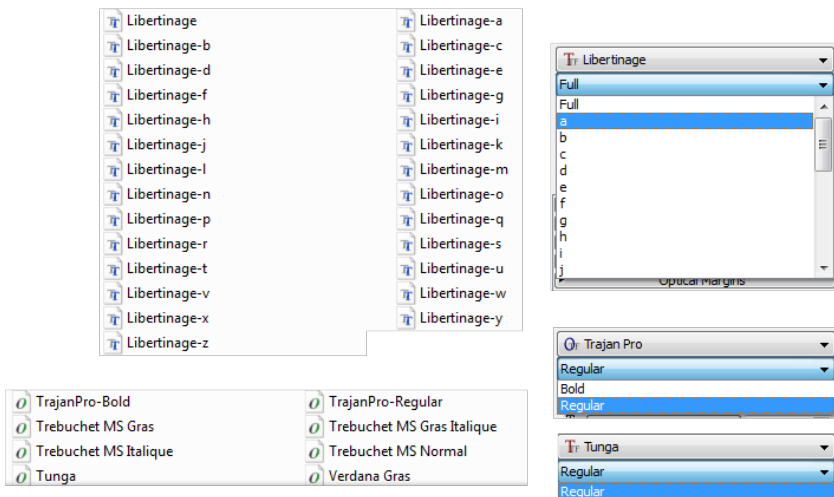 Libertinage
Libertinage-a
Libertinage-b
Libertinage-c
Libertinage-d
Libertinage-e
Libertinage-f
Libertinage-g
Libertinage-h
Libertinage-i
Libertinage-j
Libertinage-k
Libertinage-l
Libertinage-m
Libertinage-n
Libertinage-o
Libertinage-p
Libertinage-q
Libertinage-r
Libertinage-s
Libertinage-t
Libertinage-u
Libertinage-v
Libertinage-w
Libertinage-x
Libertinage-y
Libertinage-z
Libertinage
Full
Full
a
b
c
d
e
f
g
h
i
j
Optical Margins
TrajanPro-Bold
TrajanPro-Regular
Trebuchet MS Gras
Trebuchet MS Gras Italique
Trebuchet MS Italique
Trebuchet MS Normal
Tunga
Verdana Gras
Trajan Pro
Regular
Bold
Regular
Tunga
Regular
Regular